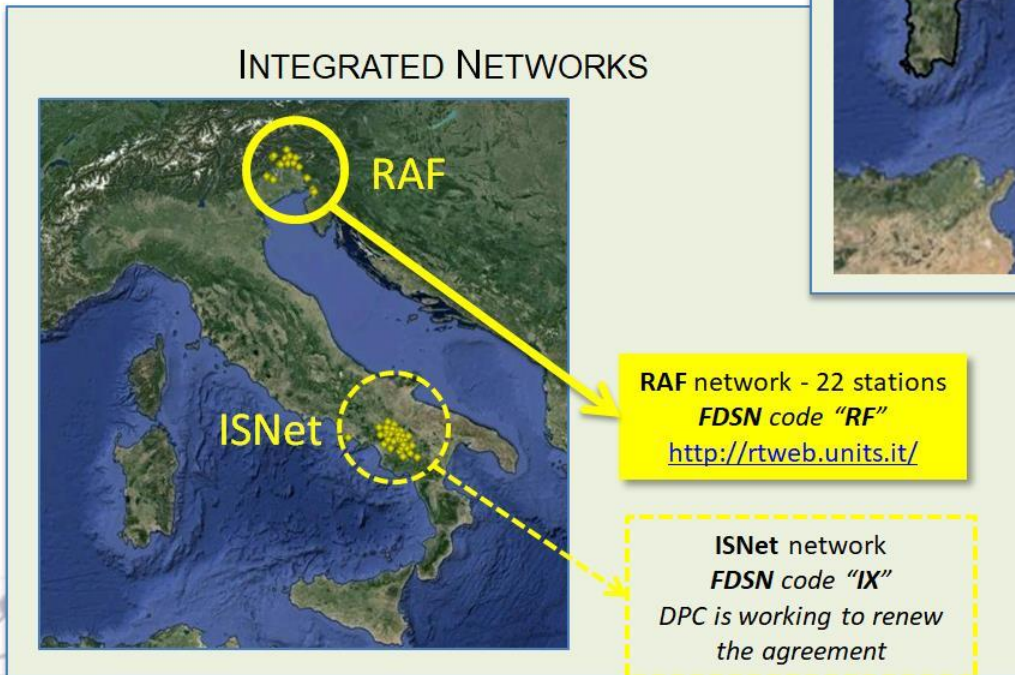 INTEGRATED NETWORKS
RAF
ISNet
RAF network - 22 stations
FDSN code “RF”
http://rtweb.units.it/
ISNet network
FDSN code “IX”
DPC is working to renew
the agreement